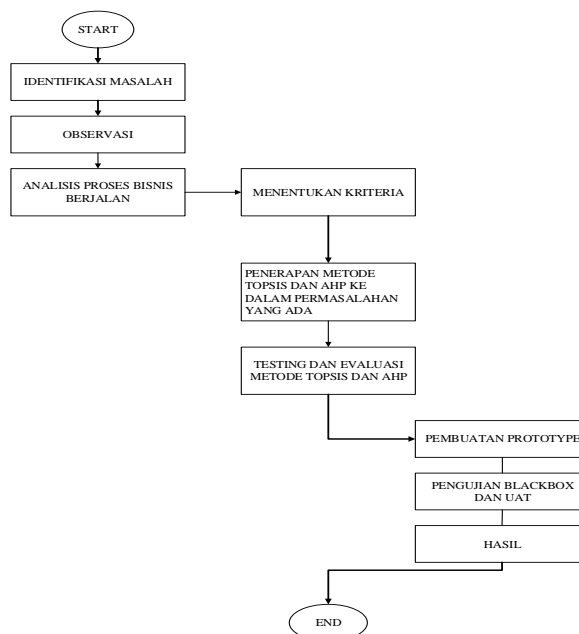 START
IDENTIFIKASI MASALAH
OBSERVASI
ANALISIS PROSES BISNIS
BERJALAN
MENENTUKAN KRITERIA
PENERAPAN METODE
TOPSIS DAN AHP KE
DALAM PERMASALAHAN
YANG ADA
TESTING DAN EVALUASI
METODE TOPSIS DAN AHP
PEMBUATAN PROTOTYPE
PENGUJIAN BLACKBOX
DAN UAT
HASIL
END